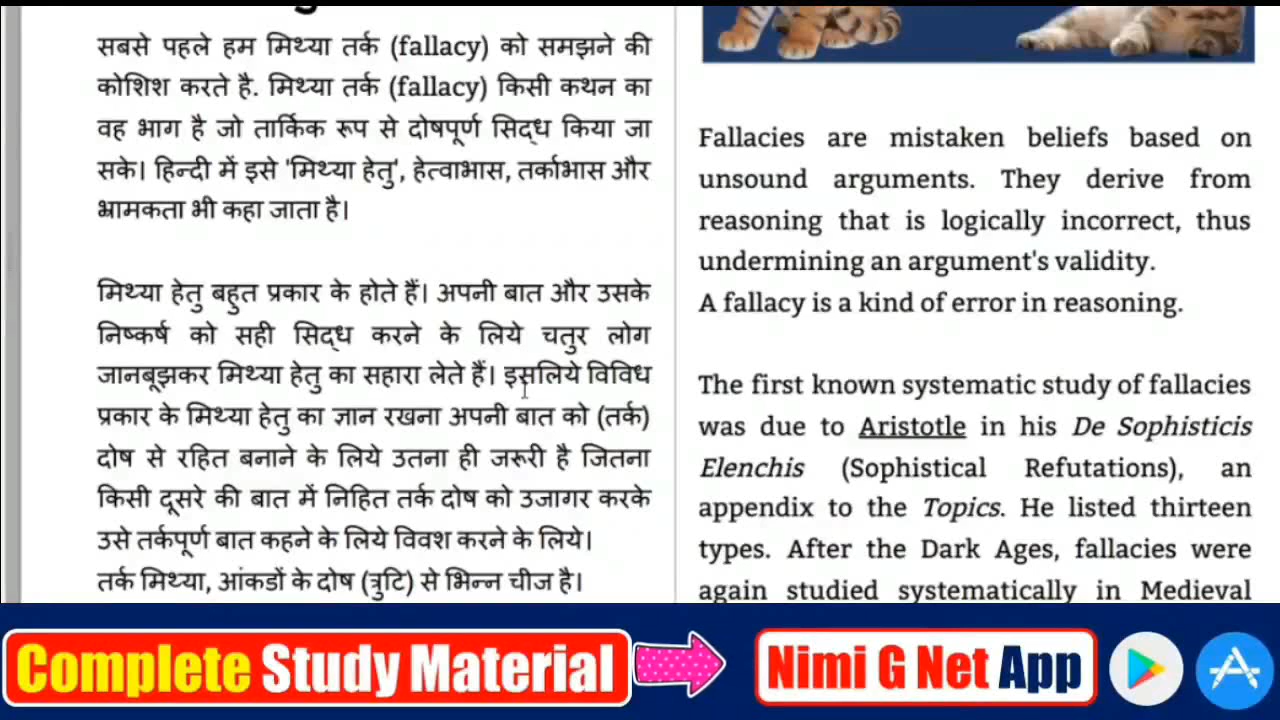 सबसे पहले हम मिथ्या तर्क (fallacy) को समझने की
कोशिश करते है. मिथ्या तर्क (fallacy) किसी कथन का
वह भाग है जो तार्किक रूप से दोषपूर्ण सिद्ध किया जा
सके। हिन्दी में इसे 'मिथ्या हेतु', हेत्वाभास, तर्काभास और
भ्रामकता भी कहा जाता है।
मिथ्या हेतु बहुत प्रकार के होते हैं। अपनी बात और उसके
निष्कर्ष को सही सिद्ध करने के लिये चतुर लोग
जानबूझकर मिथ्या हेतु का सहारा लेते हैं। इसलिये विविध
प्रकार के मिथ्या हेतु का ज्ञान रखना अपनी बात को (तर्क)
दोष से रहित बनाने के लिये उतना ही जरूरी है जितना
किसी दूसरे की बात में निहित तर्क दोष को उजागर करके
उसे तर्कपूर्ण बात कहने के लिये विवश करने के लिये।
तर्क मिथ्या, आंकडों के दोष (त्रुटि) से भिन्न चीज है।
Fallacies are mistaken beliefs based on
unsound arguments. They derive from
reasoning that is logically incorrect, thus
undermining an argument's validity.
A fallacy is a kind of error in reasoning.
The first known systematic study of fallacies
was due to Aristotle in his De Sophisticis
Elenchis (Sophistical Refutations), an
appendix to the Topics. He listed thirteen
types. After the Dark Ages, fallacies were
again studied systematically in Medieval
Complete Study Material
Nimi G Net App